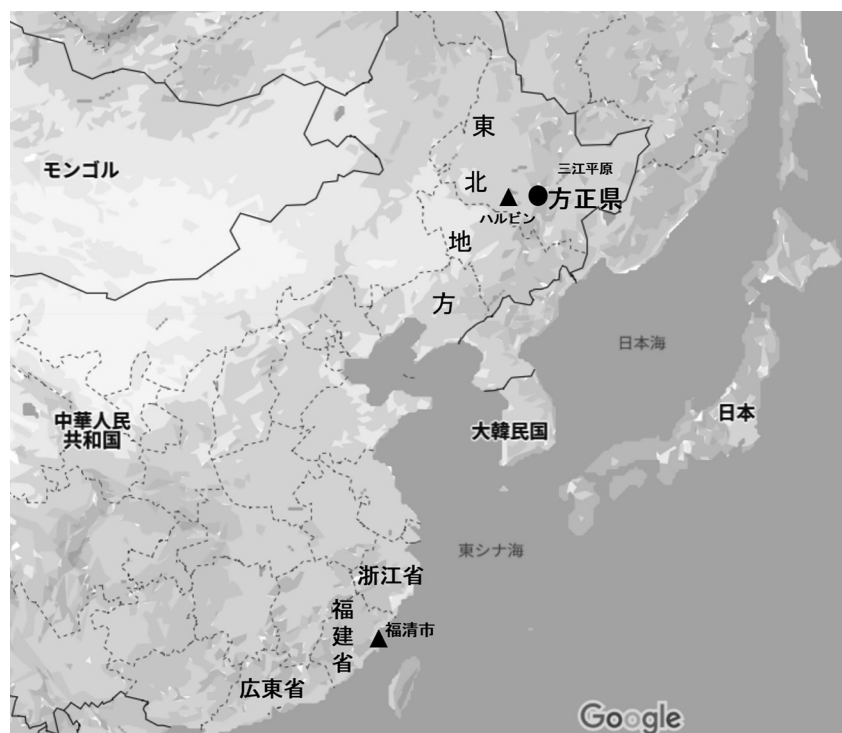 東
北
地
方
モンゴル
三江平原
方正県
ハルビン
日本海
中華人民
共和国
大韓民国
日本
東シナ海
浙江省
福
建
省
福清市
広東省
Google